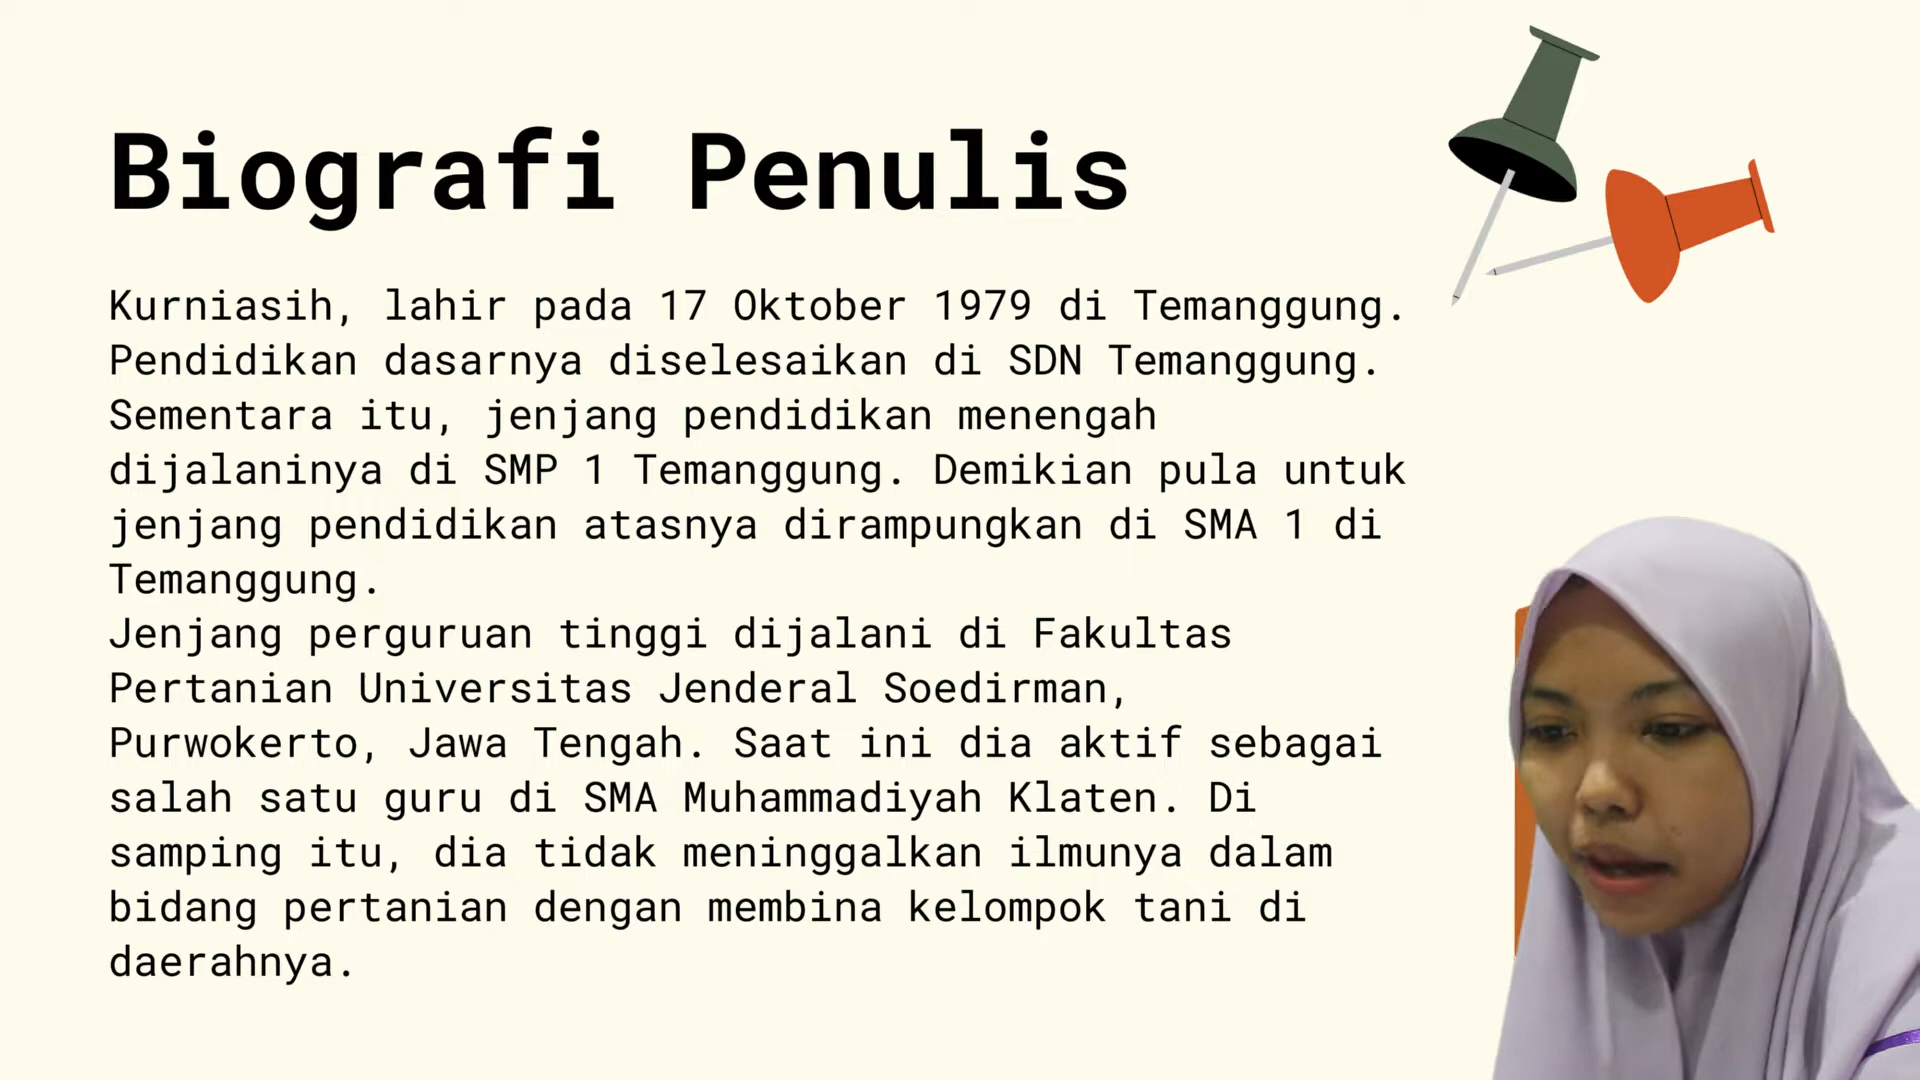 Biografi Penulis
Kurniasih, lahir pada 17 Oktober 1979 di Temanggung.
Pendidikan dasarnya diselesaikan di SDN Temanggung.
Sementara itu, jenjang pendidikan menengah
dijalaninya di SMP 1 Temanggung. Demikian pula untuk
jenjang pendidikan atasnya dirampungkan di SMA 1 di
Temanggung.
Jenjang perguruan tinggi dijalani di Fakultas
Pertanian Universitas Jenderal Soedirman,
Purwokerto, Jawa Tengah. Saat ini dia aktif sebagai
salah satu guru di SMA Muhammadiyah Klaten. Di
samping itu, dia tidak meninggalkan ilmunya dalam
bidang pertanian dengan membina kelompok tani di
daerahnya.